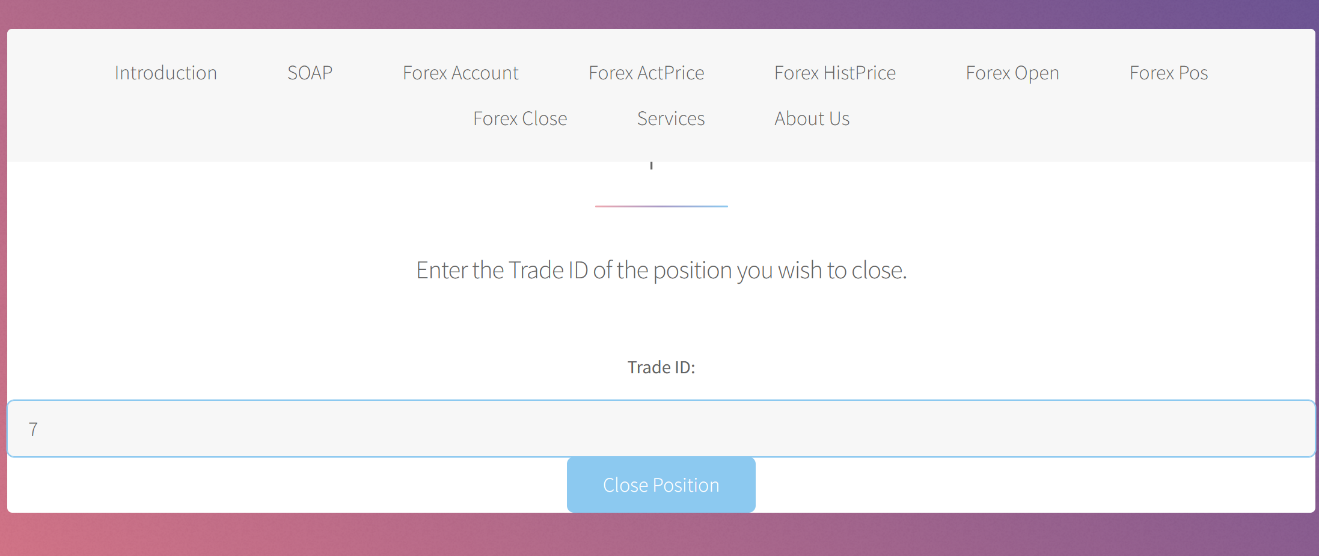 Introduction SOAP Forex Account Forex ActPrice Forex HistPrice Forex Open Forex Pos
Forex Close Services About Us
Enter the Trade ID of the position you wish to close.
Trade ID:
7
Close Position